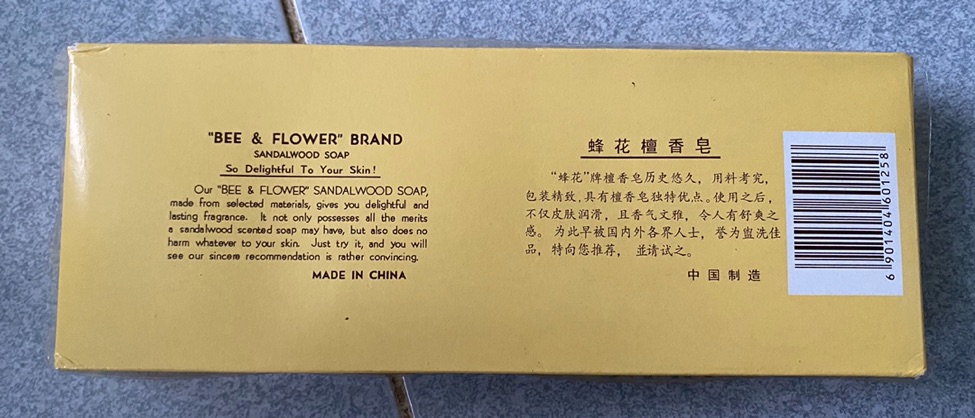 "BEE & FLOWER" BRAND
SANDALWOOD SOAP
So Delightful To Your Skin!
Our "BEE & FLOWER" SANDALWOOD SOAP,
made from selected materials, gives you delightful and
lasting fragrance. It not only possesses all the merits
a sandalwood scented soap may have, but also does no
harm whatever to your skin. Just try it, and you will
see our sincere recommendation is rather convincing.
MADE IN CHINA
蜂花檀香皂
"蜂花"牌檀香皂历史悠久，用料考究，
包装精致，具有檀香皂独特优点。使用之后，
不仅皮肤润滑，且香气文雅，令人有舒爽之
感。为此早被国内外各界人士，誉为盥洗佳
品，特向您推荐，並请试之。
中国制造
6 901404 601258